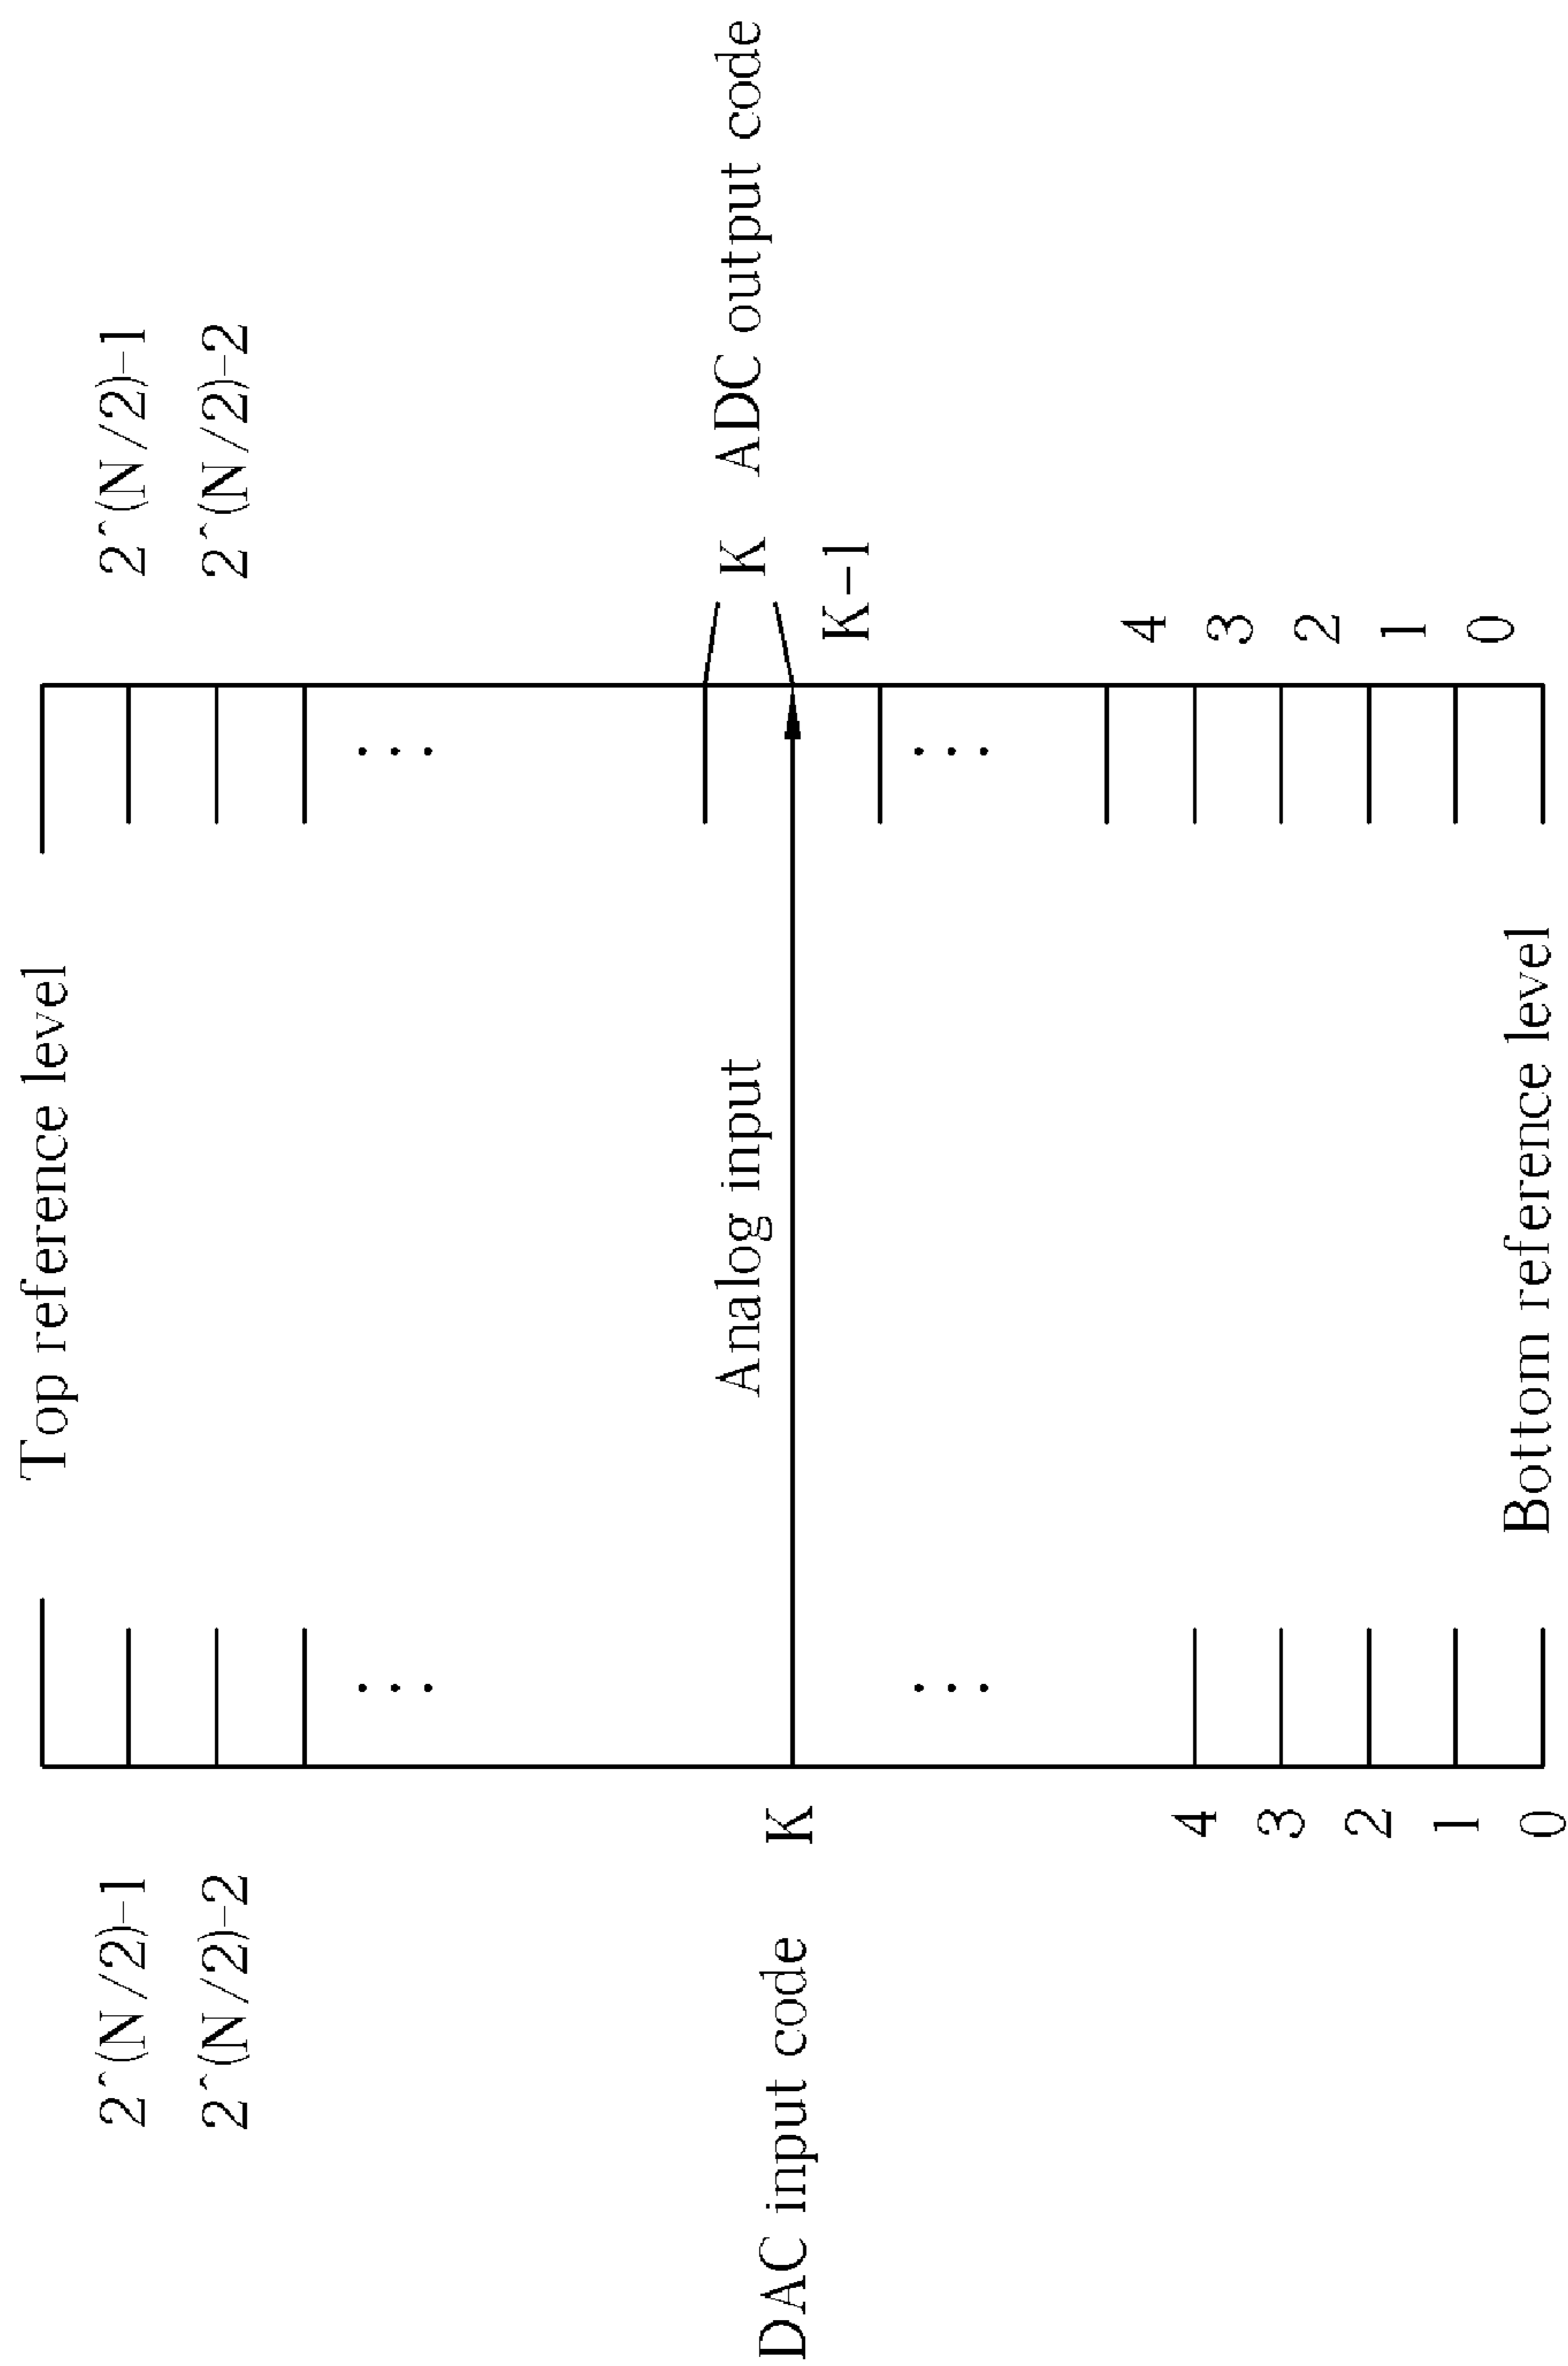 Top reference level
2^(N/2)-1
2^(N/2)-1
2^(N/2)-2
2^(N/2)-2
Analog input
K ADC output code
DAC input code K
K-1
4
4
3
3
2
2
1
1
0
0
Bottom reference level